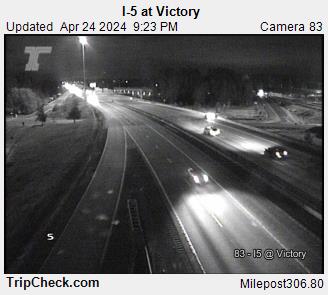 I-5 at Victory
Updated Apr 24 2024 9:23 PM Camera 83
T
S
83 - I5 @ Victory
TripCheck.com Milepost306.80